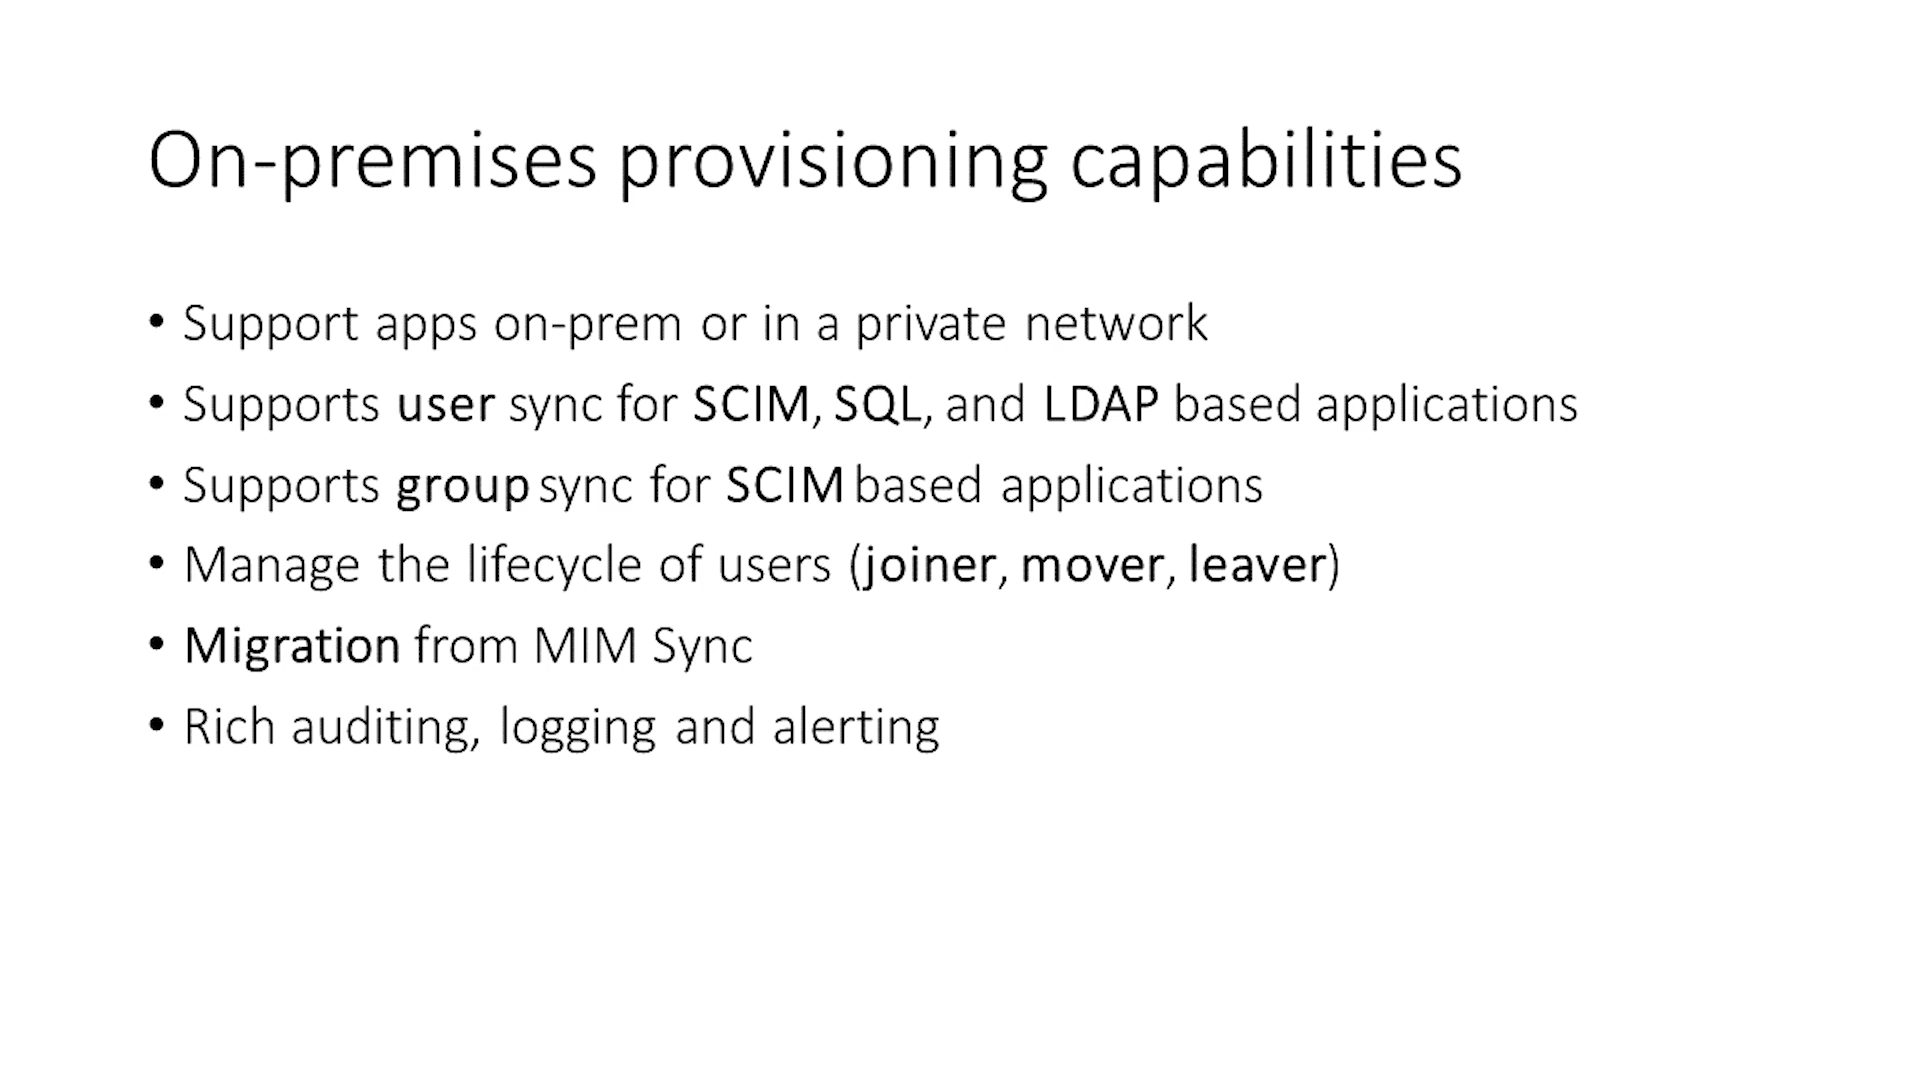 On-premises provisioning capabilities
• Support apps on-prem or in a private network
• Supports user sync for SCIM, SQL, and LDAP based applications
• Supports group sync for SCIM based applications
• Manage the lifecycle of users (joiner, mover, leaver)
• Migration from MIM Sync
• Rich auditing, logging and alerting